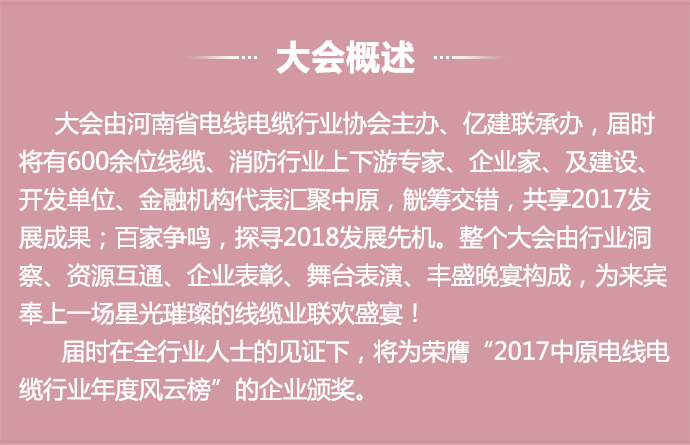 大会概述
大会由河南省电线电缆行业协会主办、亿建联承办，届时
将有600余位线缆、消防行业上下游专家、企业家、及建设、
开发单位、金融机构代表汇聚中原，觥筹交错，共享2017发
展成果；百家争鸣，探寻2018发展先机。整个大会由行业洞
察、资源互通、企业表彰、舞台表演、丰盛晚宴构成，为来宾
奉上一场星光璀璨的线缆业联欢盛宴！
届时在全行业人士的见证下，将为荣膺“2017中原电线电
缆行业年度风云榜”的企业颁奖。